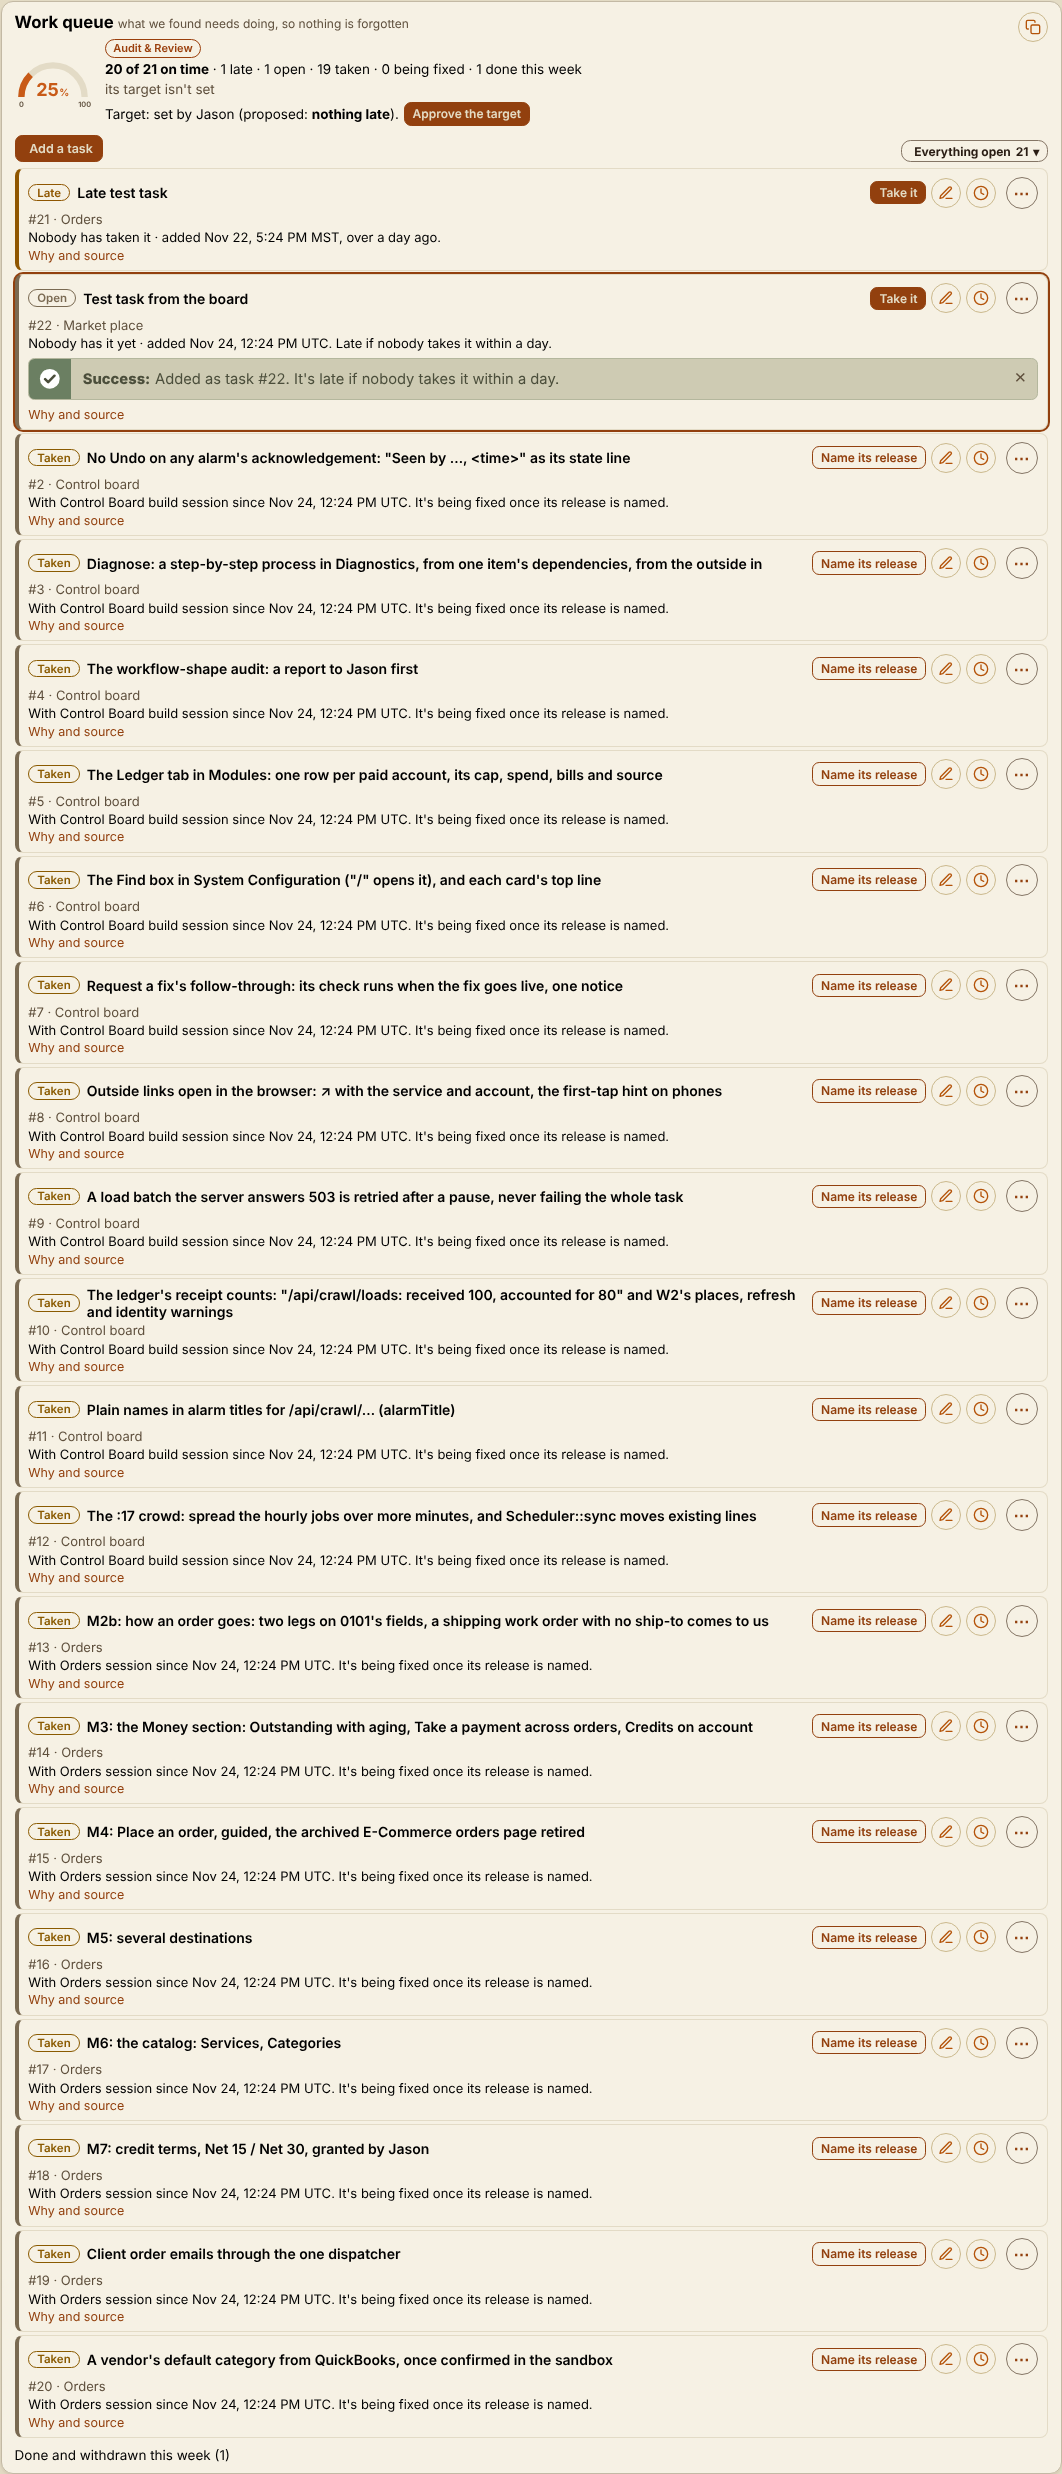 Work queue what we found needs doing, so nothing is forgotten
Audit & Review
20 of 21 on time · 1 late · 1 open · 19 taken · 0 being fixed · 1 done this week
25%
0 100
its target isn't set
Target: set by Jason (proposed: nothing late). Approve the target
Add a task
Everything open 21 ▾
Late Late test task Take it
#21 · Orders
Nobody has taken it · added Nov 22, 5:24 PM MST, over a day ago.
Why and source
Open Test task from the board Take it
#22 · Market place
Nobody has it yet · added Nov 24, 12:24 PM UTC. Late if nobody takes it within a day.
Success: Added as task #22. It's late if nobody takes it within a day.
Why and source
Taken No Undo on any alarm's acknowledgement: "Seen by ..., <time>" as its state line Name its release
#2 · Control board
With Control Board build session since Nov 24, 12:24 PM UTC. It's being fixed once its release is named.
Why and source
Taken Diagnose: a step-by-step process in Diagnostics, from one item's dependencies, from the outside in Name its release
#3 · Control board
With Control Board build session since Nov 24, 12:24 PM UTC. It's being fixed once its release is named.
Why and source
Taken The workflow-shape audit: a report to Jason first Name its release
#4 · Control board
With Control Board build session since Nov 24, 12:24 PM UTC. It's being fixed once its release is named.
Why and source
Taken The Ledger tab in Modules: one row per paid account, its cap, spend, bills and source Name its release
#5 · Control board
With Control Board build session since Nov 24, 12:24 PM UTC. It's being fixed once its release is named.
Why and source
Taken The Find box in System Configuration ("/" opens it), and each card's top line Name its release
#6 · Control board
With Control Board build session since Nov 24, 12:24 PM UTC. It's being fixed once its release is named.
Why and source
Taken Request a fix's follow-through: its check runs when the fix goes live, one notice Name its release
#7 · Control board
With Control Board build session since Nov 24, 12:24 PM UTC. It's being fixed once its release is named.
Why and source
Taken Outside links open in the browser: ↗ with the service and account, the first-tap hint on phones Name its release
#8 · Control board
With Control Board build session since Nov 24, 12:24 PM UTC. It's being fixed once its release is named.
Why and source
Taken A load batch the server answers 503 is retried after a pause, never failing the whole task Name its release
#9 · Control board
With Control Board build session since Nov 24, 12:24 PM UTC. It's being fixed once its release is named.
Why and source
Taken The ledger's receipt counts: "/api/crawl/loads: received 100, accounted for 80" and W2's places, refresh Name its release
and identity warnings
#10 · Control board
With Control Board build session since Nov 24, 12:24 PM UTC. It's being fixed once its release is named.
Why and source
Taken Plain names in alarm titles for /api/crawl/... (alarmTitle) Name its release
#11 · Control board
With Control Board build session since Nov 24, 12:24 PM UTC. It's being fixed once its release is named.
Why and source
Taken The :17 crowd: spread the hourly jobs over more minutes, and Scheduler::sync moves existing lines Name its release
#12 · Control board
With Control Board build session since Nov 24, 12:24 PM UTC. It's being fixed once its release is named.
Why and source
Taken M2b: how an order goes: two legs on 0101's fields, a shipping work order with no ship-to comes to us Name its release
#13 · Orders
With Orders session since Nov 24, 12:24 PM UTC. It's being fixed once its release is named.
Why and source
Taken M3: the Money section: Outstanding with aging, Take a payment across orders, Credits on account Name its release
#14 · Orders
With Orders session since Nov 24, 12:24 PM UTC. It's being fixed once its release is named.
Why and source
Taken M4: Place an order, guided, the archived E-Commerce orders page retired Name its release
#15 · Orders
With Orders session since Nov 24, 12:24 PM UTC. It's being fixed once its release is named.
Why and source
Taken M5: several destinations Name its release
#16 · Orders
With Orders session since Nov 24, 12:24 PM UTC. It's being fixed once its release is named.
Why and source
Taken M6: the catalog: Services, Categories Name its release
#17 · Orders
With Orders session since Nov 24, 12:24 PM UTC. It's being fixed once its release is named.
Why and source
Taken M7: credit terms, Net 15 / Net 30, granted by Jason Name its release
#18 · Orders
With Orders session since Nov 24, 12:24 PM UTC. It's being fixed once its release is named.
Why and source
Taken Client order emails through the one dispatcher Name its release
#19 · Orders
With Orders session since Nov 24, 12:24 PM UTC. It's being fixed once its release is named.
Why and source
Taken A vendor's default category from QuickBooks, once confirmed in the sandbox Name its release
#20 · Orders
With Orders session since Nov 24, 12:24 PM UTC. It's being fixed once its release is named.
Why and source
Done and withdrawn this week (1)